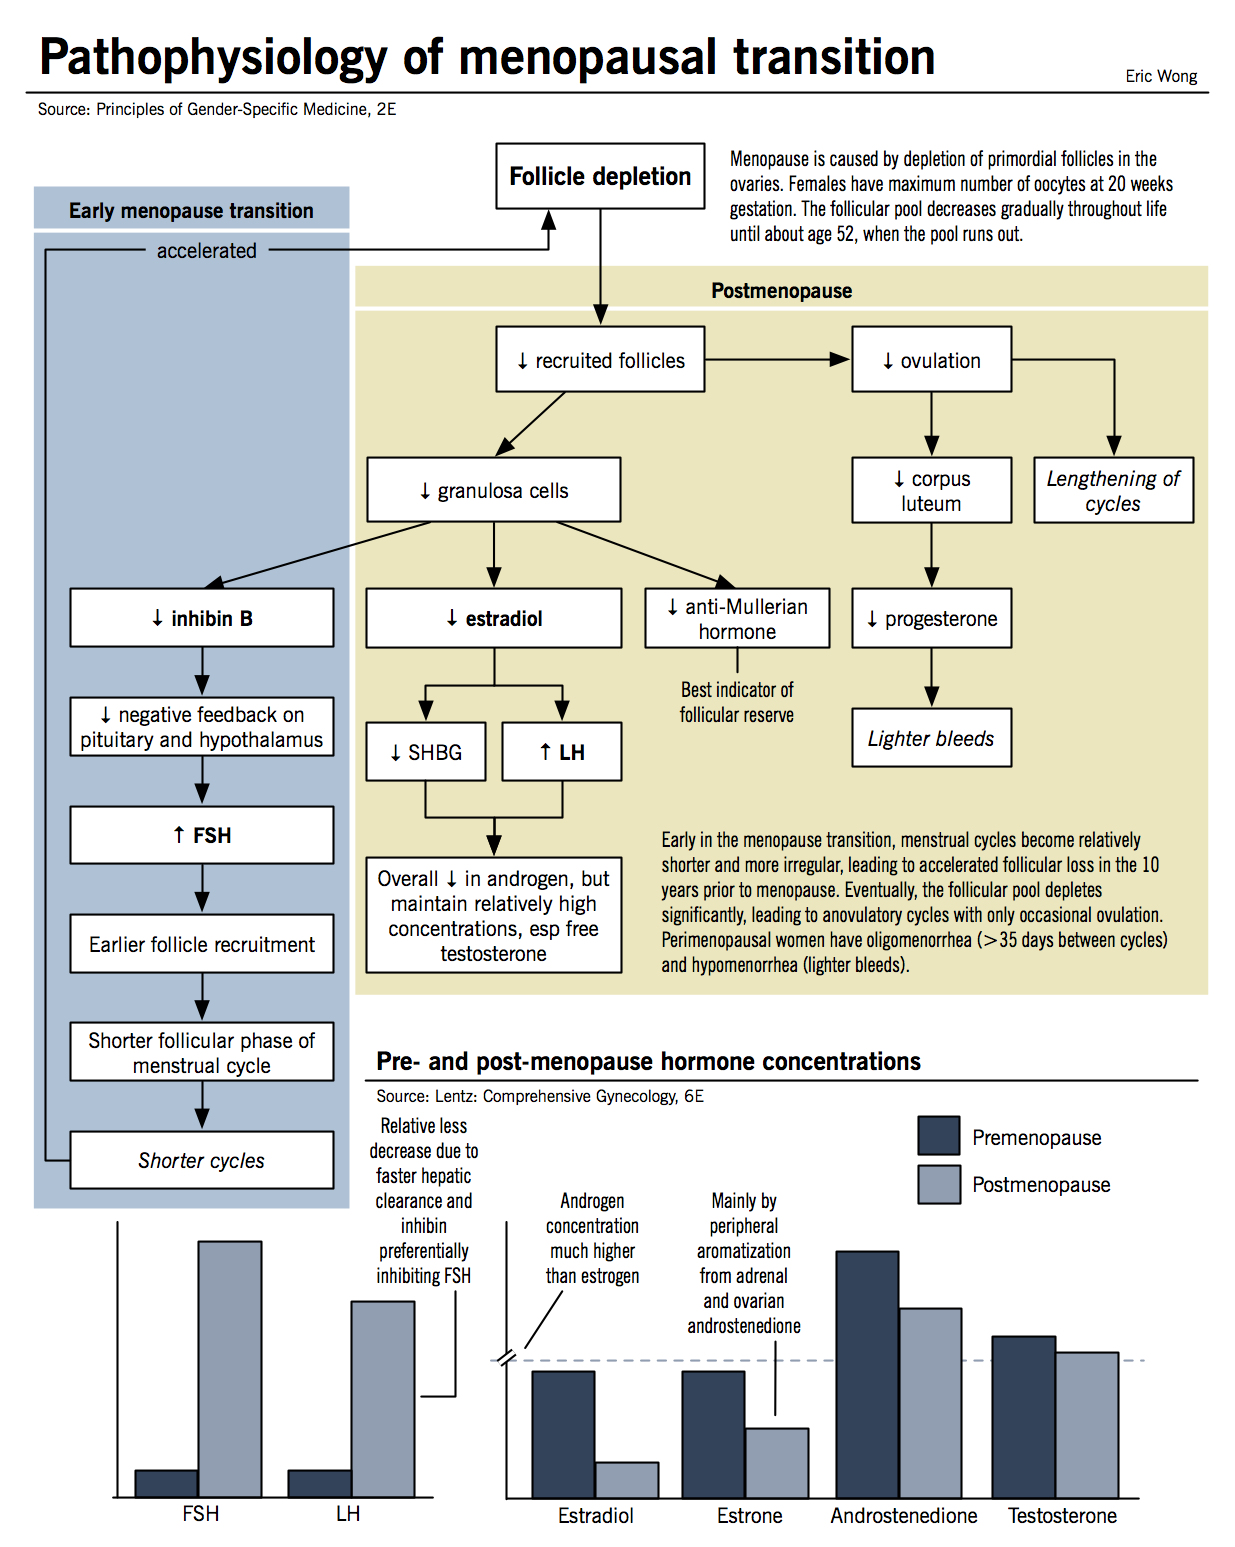 Pathophysiology of menopausal transition
Eric Wong
Source: Principles of Gender-Specific Medicine, 2E
Follicle depletion
Menopause is caused by depletion of primordial follicles in the
ovaries. Females have maximum number of oocytes at 20 weeks
gestation. The follicular pool decreases gradually throughout life
until about age 52, when the pool runs out.
Early menopause transition
accelerated
Postmenopause
↓ recruited follicles
↓ ovulation
↓ granulosa cells
↓ corpus
luteum
Lengthening of
cycles
↓ inhibin B
↓ estradiol
↓ anti-Mullerian
hormone
↓ progesterone
Best indicator of
follicular reserve
↓ negative feedback on
pituitary and hypothalamus
↓ SHBG
↑ LH
Lighter bleeds
↑ FSH
Overall ↓ in androgen, but
maintain relatively high
concentrations, esp free
testosterone
Early in the menopause transition, menstrual cycles become relatively
shorter and more irregular, leading to accelerated follicular loss in the 10
years prior to menopause. Eventually, the follicular pool depletes
significantly, leading to anovulatory cycles with only occasional ovulation.
Perimenopausal women have oligomenorrhea (>35 days between cycles)
and hypomenorrhea (lighter bleeds).
Earlier follicle recruitment
Shorter follicular phase of
menstrual cycle
Shorter cycles
Pre- and post-menopause hormone concentrations
Source: Lentz: Comprehensive Gynecology, 6E
Relative less
decrease due to
faster hepatic
clearance and
inhibin
preferentially
inhibiting FSH
Androgen
concentration
much higher
than estrogen
Mainly by
peripheral
aromatization
from adrenal
and ovarian
androstenedione
Premenopause
Postmenopause
FSH
LH
Estradiol
Estrone
Androstenedione
Testosterone